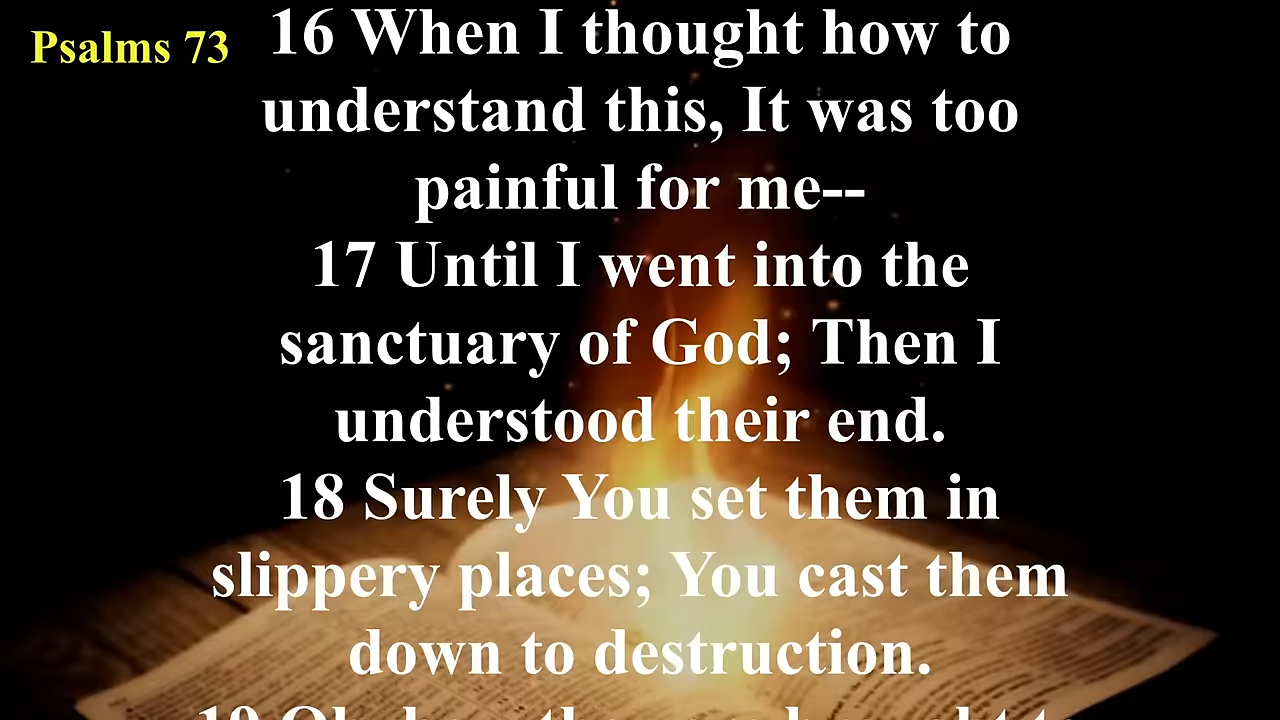 Psalms 73
16 When I thought how to
understand this, It was too
painful for me--
17 Until I went into the
sanctuary of God; Then I
understood their end.
18 Surely You set them in
slippery places; You cast them
down to destruction.